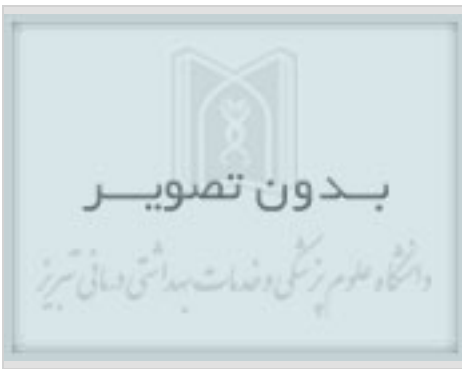 بدون تصویر
دانشگاه علوم پزشکی و خدمات بهداشتی درمانی تبریز